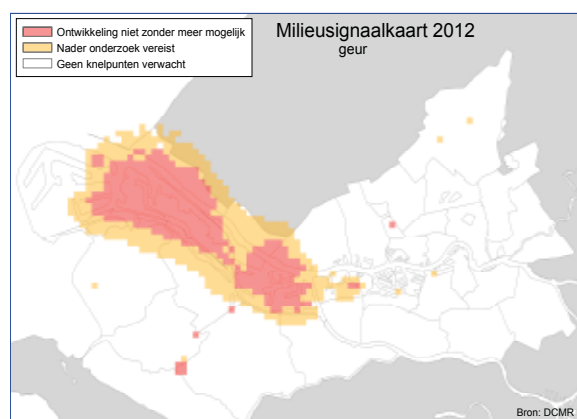 Milieusignaalkaart 2012
geur
Ontwikkeling niet zonder meer mogelijk
Nader onderzoek vereist
Geen knelpunten verwacht
Bron: DCMR